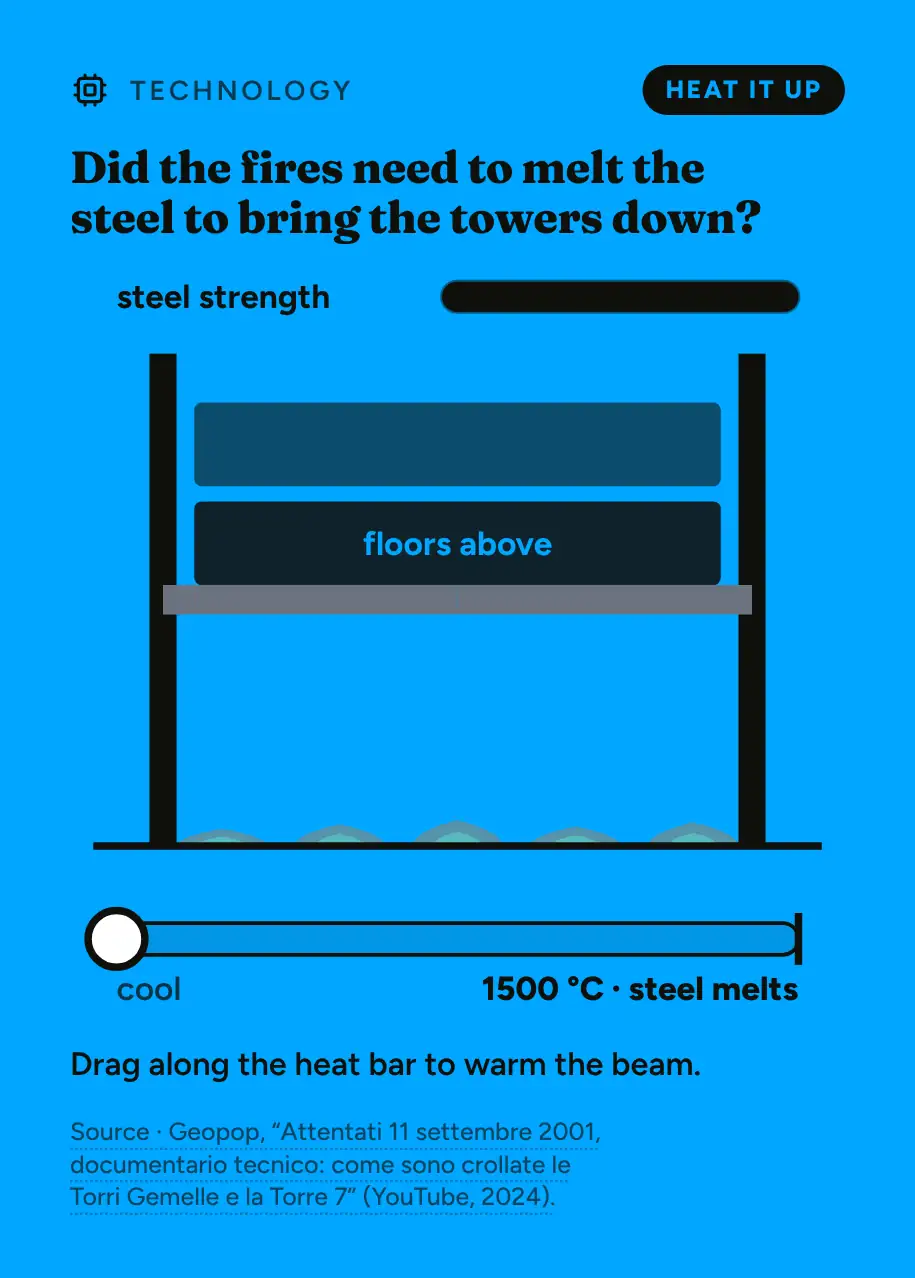 TECHNOLOGY
HEAT IT UP
Did the fires need to melt the
steel to bring the towers down?
steel strength
floors above
cool
1500 °C · steel melts
Drag along the heat bar to warm the beam.
Source · Geopop, “Attentati 11 settembre 2001,
documentario tecnico: come sono crollate le
Torri Gemelle e la Torre 7” (YouTube, 2024).